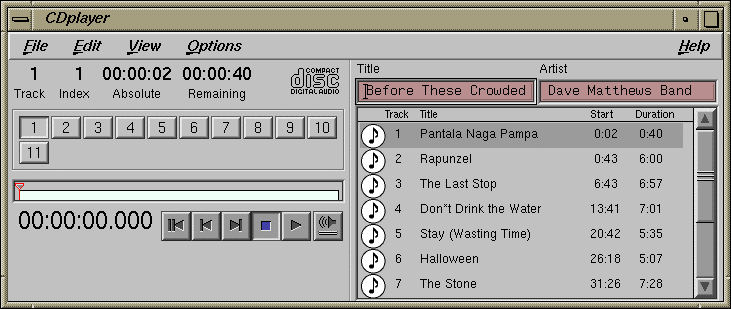 CDplayer
File Edit View Options Help
1 1 00:00:02 00:00:40
Track Index Absolute Remaining
COMPACT
disc
DIGITAL AUDIO
1 2 3 4 5 6 7 8 9 10
11
00:00:00.000
Title Artist
Before These Crowded Dave Matthews Band
Track Title Start Duration
1 Pantala Naga Pampa 0:02 0:40
2 Rapunzel 0:43 6:00
3 The Last Stop 6:43 6:57
4 Don"t Drink the Water 13:41 7:01
5 Stay (Wasting Time) 20:42 5:35
6 Halloween 26:18 5:07
7 The Stone 31:26 7:28